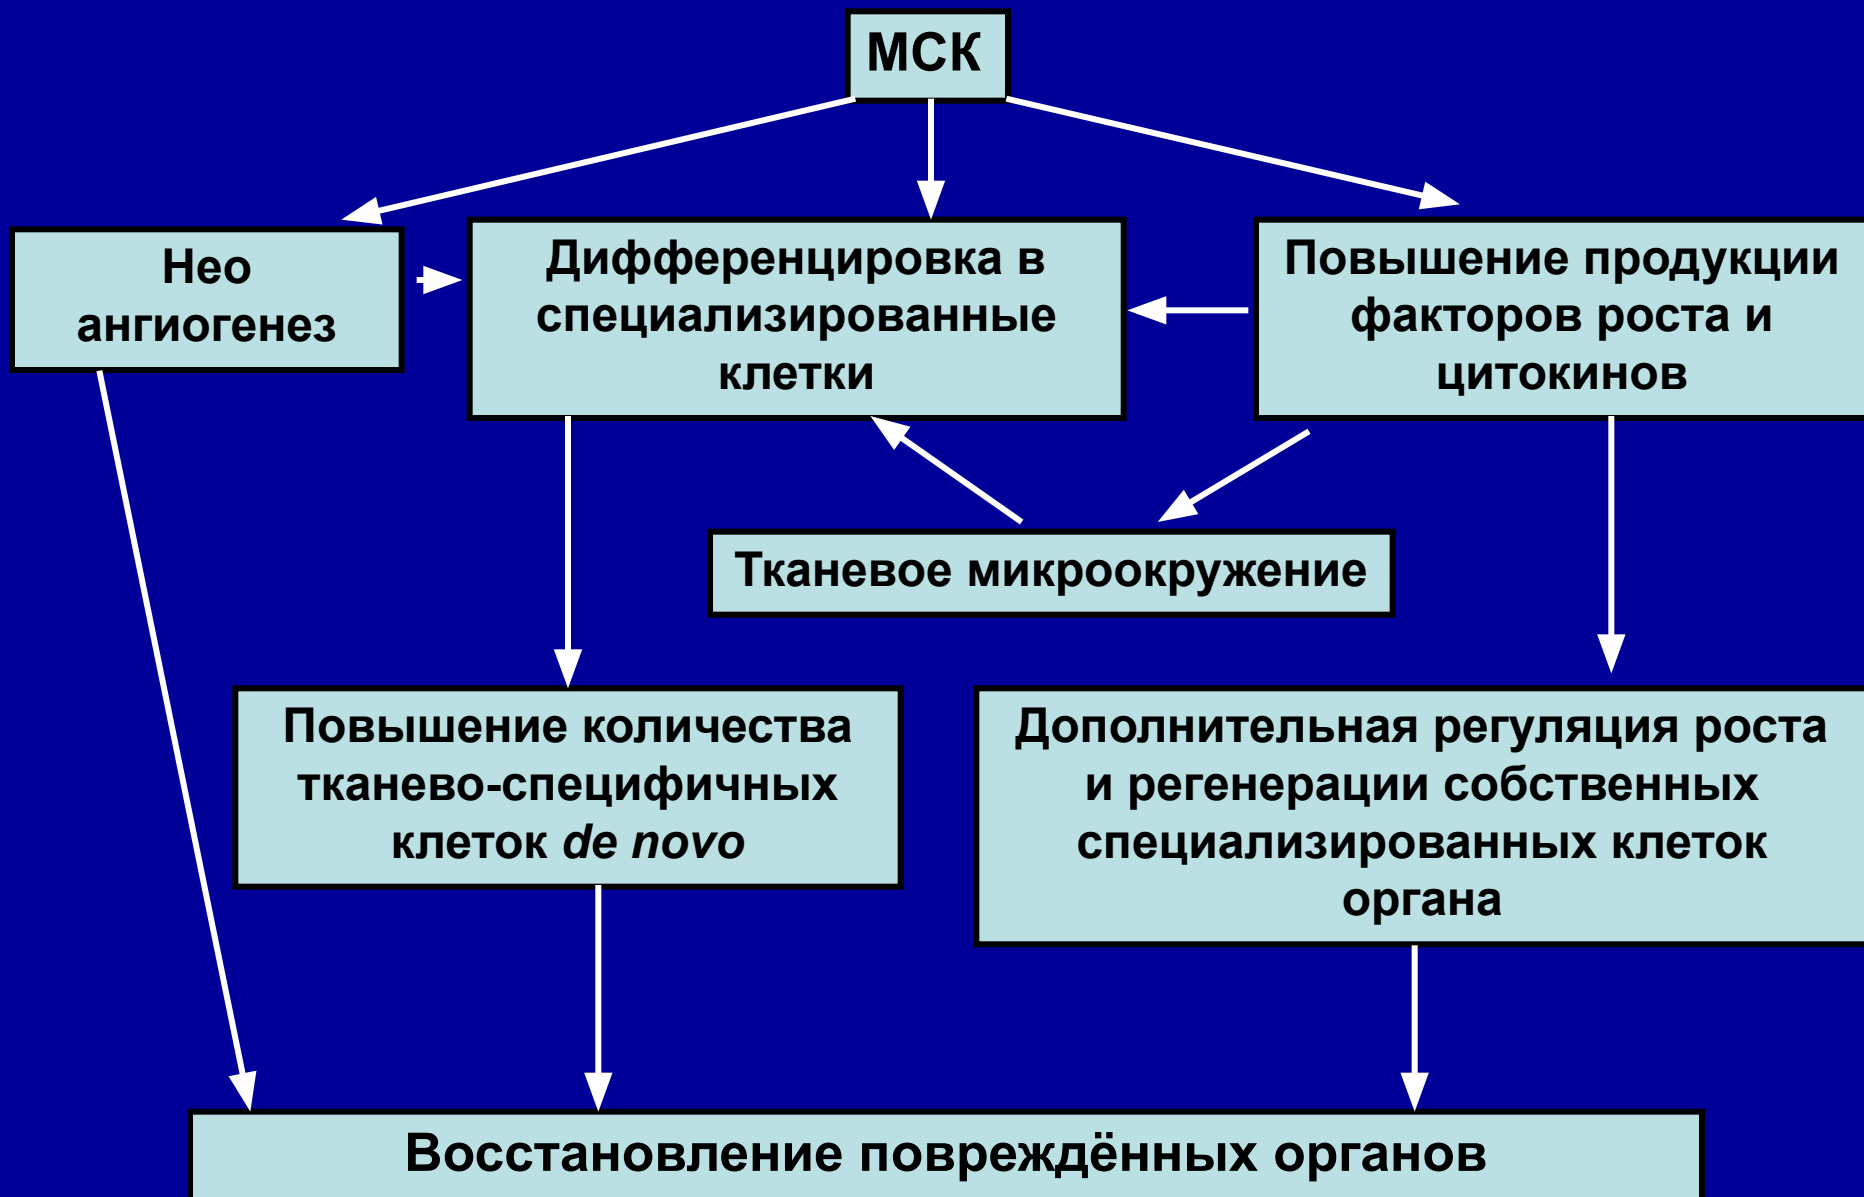 МСК
Нео
ангиогенез
Дифференцировка в
специализированные
клетки
Повышение продукции
факторов роста и
цитокинов
Тканевое микроокружение
Повышение количества
тканево-специфичных
клеток de novo
Дополнительная регуляция роста
и регенерации собственных
специализированных клеток
органа
Восстановление повреждённых органов